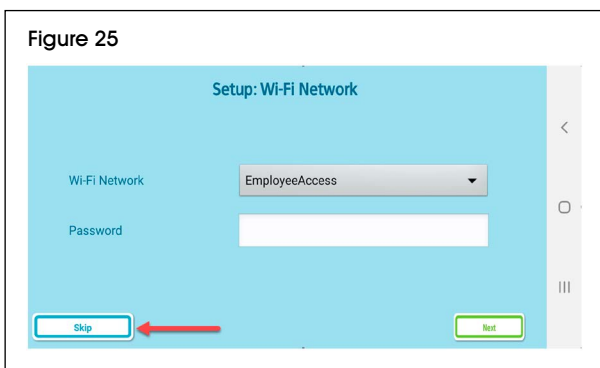 Figure 25
Setup: Wi-Fi Network
Wi-Fi Network
EmployeeAccess
Password
Skip
Next